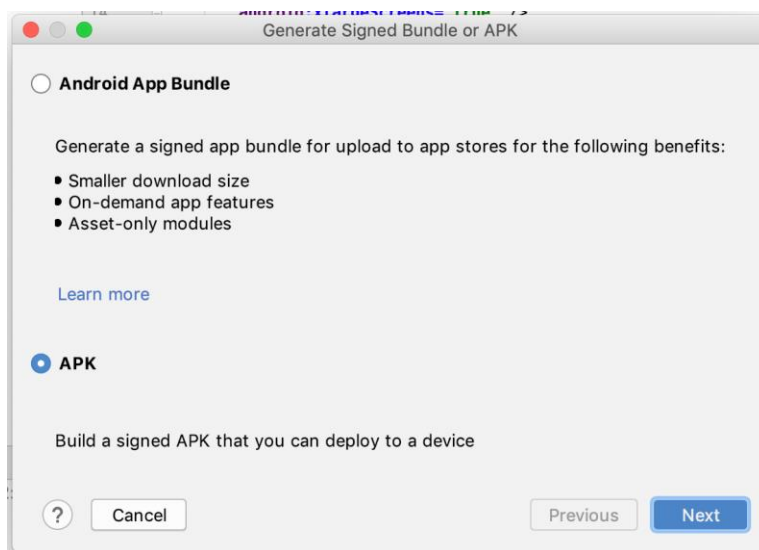 Generate Signed Bundle or APK
Android App Bundle
Generate a signed app bundle for upload to app stores for the following benefits:
• Smaller download size
• On-demand app features
• Asset-only modules
Learn more
APK
Build a signed APK that you can deploy to a device
? Cancel Previous Next